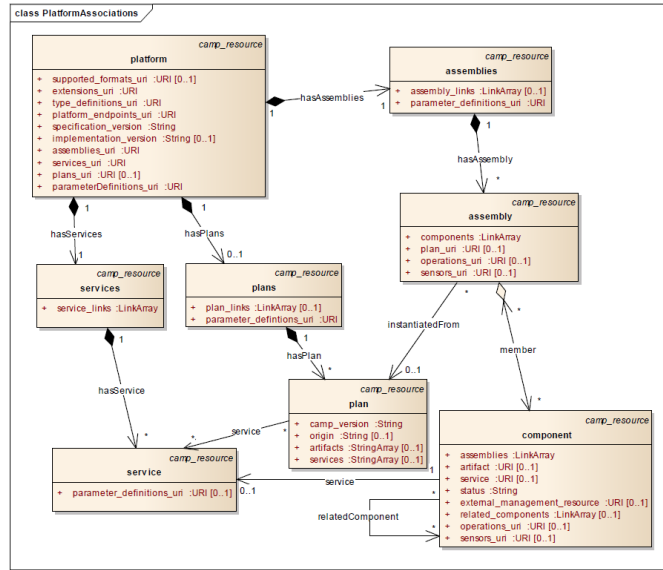 class PlatformAssociations
camp_resource
platform
+ supported_formats_uri :URI [0..1]
+ extensions_uri :URI
+ type_definitions_uri :URI
+ platform_endpoints_uri :URI
+ specification_version :String
+ implementation_version :String [0..1]
+ assemblies_uri :URI
+ services_uri :URI
+ plans_uri :URI [0..1]
+ parameterDefinitions_uri :URI
1
hasAssemblies
1
camp_resource
assemblies
+ assembly_links :LinkArray [0..1]
+ parameter_definitions_uri :URI
1
hasAssembly
*
camp_resource
assembly
+ components :LinkArray
+ plan_uri :URI [0..1]
+ operations_uri :URI [0..1]
+ sensors_uri :URI [0..1]
1
hasServices
1
1
hasPlans
0..1
camp_resource
services
+ service_links :LinkArray
1
hasService
*
camp_resource
plans
+ plan_links :LinkArray [0..1]
+ parameter_defintions_uri :URI
1
hasPlan
*
*
instantiatedFrom
0..1
*
member
*
camp_resource
plan
+ camp_version :String
+ origin :String [0..1]
+ artifacts :StringArray [0..1]
+ services :StringArray [0..1]
*
service
*
camp_resource
service
+ parameter_definitions_uri :URI [0..1]
1
service
0..1
camp_resource
component
+ assemblies :LinkArray
+ artifact :URI [0..1]
+ service :URI [0..1]
+ status :String
+ external_management_resource :URI [0..1]
+ related_components :LinkArray [0..1]
+ operations_uri :URI [0..1]
+ sensors_uri :URI [0..1]
*
relatedComponent
*